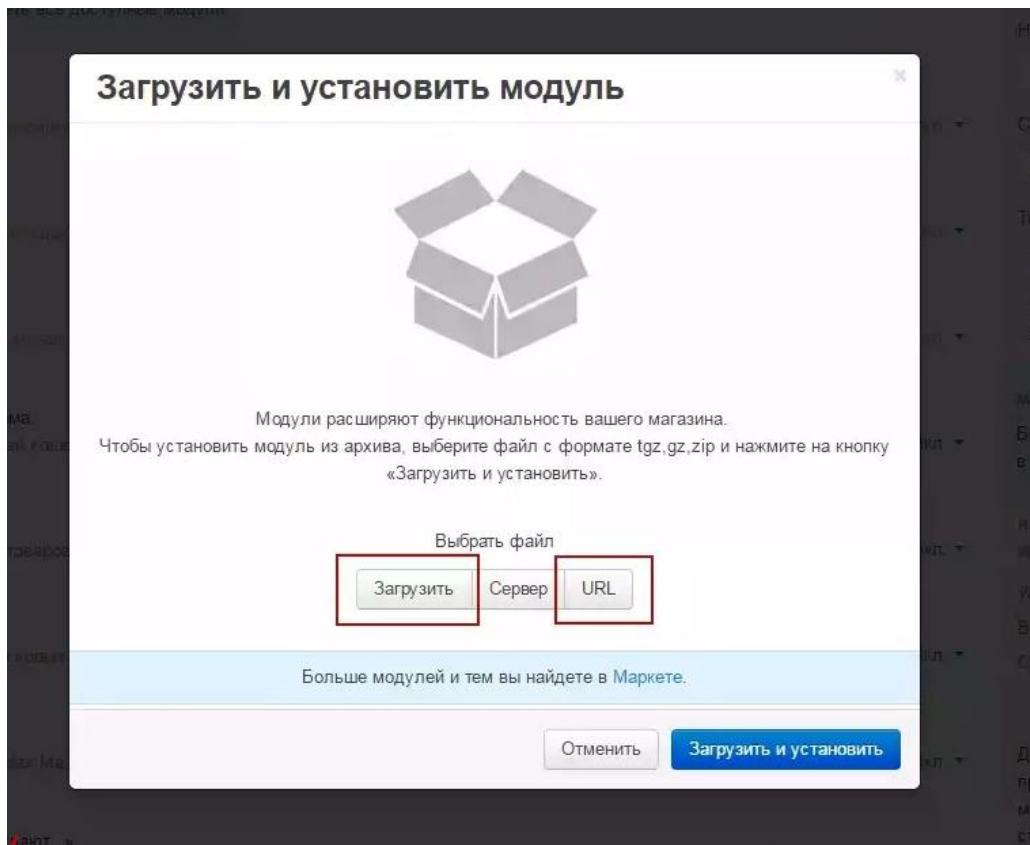 Загрузить и установить модуль
Модули расширяют функциональность вашего магазина.
Чтобы установить модуль из архива, выберите файл с формате tgz,gz,zip и нажмите на кнопку
«Загрузить и установить».
Выбрать файл
Загрузить Сервер URL
Больше модулей и тем вы найдете в Маркете.
Отменить Загрузить и установить